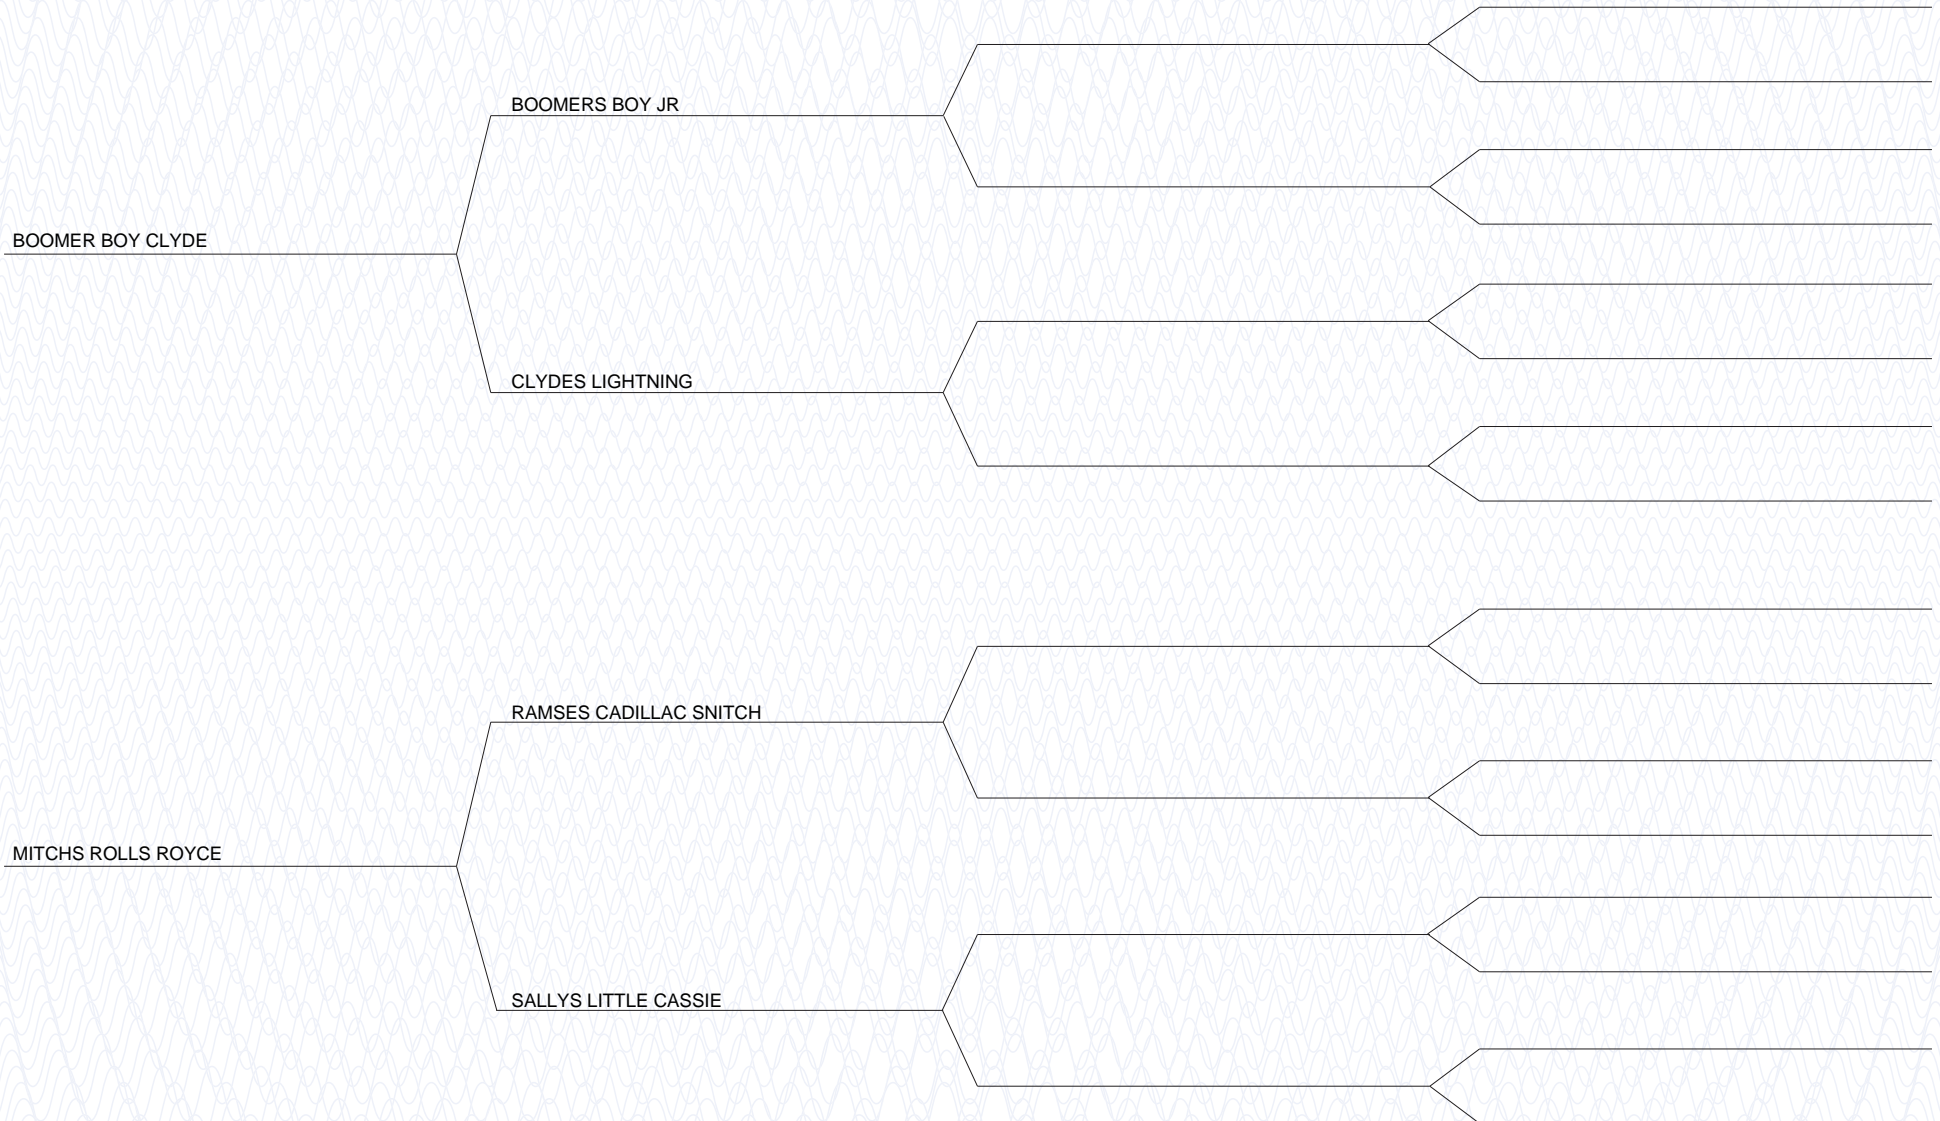 BOOMERS BOY JR
BOOMER BOY CLYDE
CLYDES LIGHTNING
RAMSES CADILLAC SNITCH
MITCHS ROLLS ROYCE
SALLYS LITTLE CASSIE